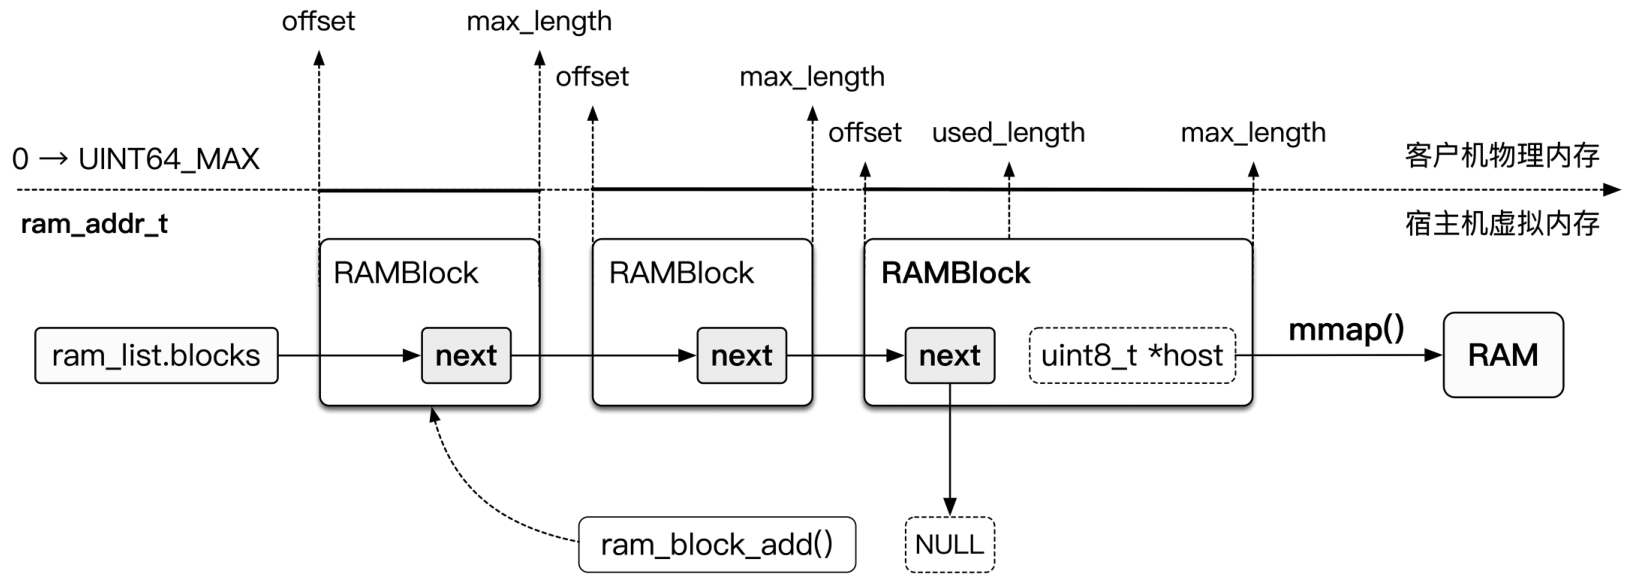 offset
max_length
offset
max_length
offset
used_length
max_length
0 → UINT64_MAX
客户机物理内存
ram_addr_t
宿主机虚拟内存
RAMBlock
RAMBlock
RAMBlock
ram_list.blocks
next
next
next
uint8_t *host
mmap()
RAM
ram_block_add()
NULL